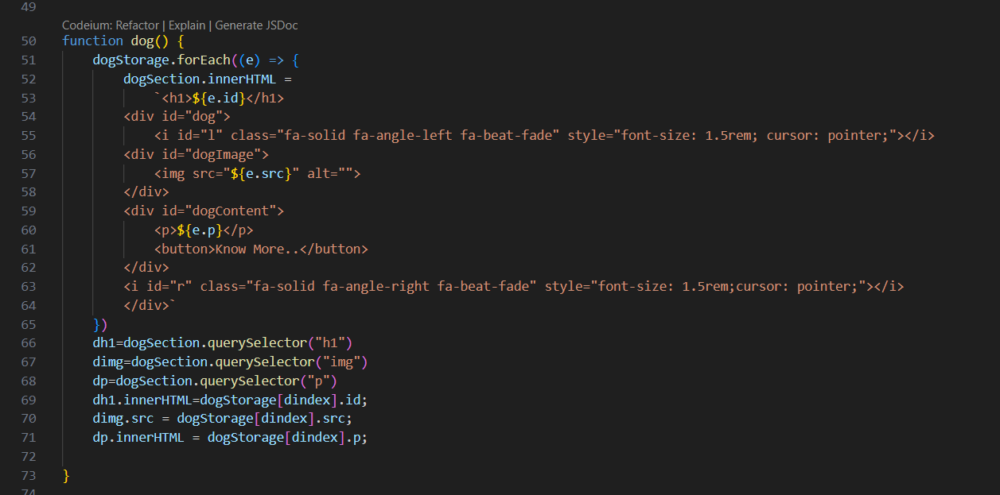 49
Codeium: Refactor | Explain | Generate JSDoc
50 function dog() {
51 dogStorage.forEach((e) => {
52 dogSection.innerHTML =
53 `<h1>${e.id}</h1>
54 <div id="dog">
55 <i id="l" class="fa-solid fa-angle-left fa-beat-fade" style="font-size: 1.5rem; cursor: pointer;"></i>
56 <div id="dogImage">
57 <img src="${e.src}" alt="">
58 </div>
59 <div id="dogContent">
60 <p>${e.p}</p>
61 <button>Know More..</button>
62 </div>
63 <i id="r" class="fa-solid fa-angle-right fa-beat-fade" style="font-size: 1.5rem;cursor: pointer;"></i>
64 </div>`
65 })
66 dh1=dogSection.querySelector("h1")
67 dimg=dogSection.querySelector("img")
68 dp=dogSection.querySelector("p")
69 dh1.innerHTML=dogStorage[dindex].id;
70 dimg.src = dogStorage[dindex].src;
71 dp.innerHTML = dogStorage[dindex].p;
72
73 }
74